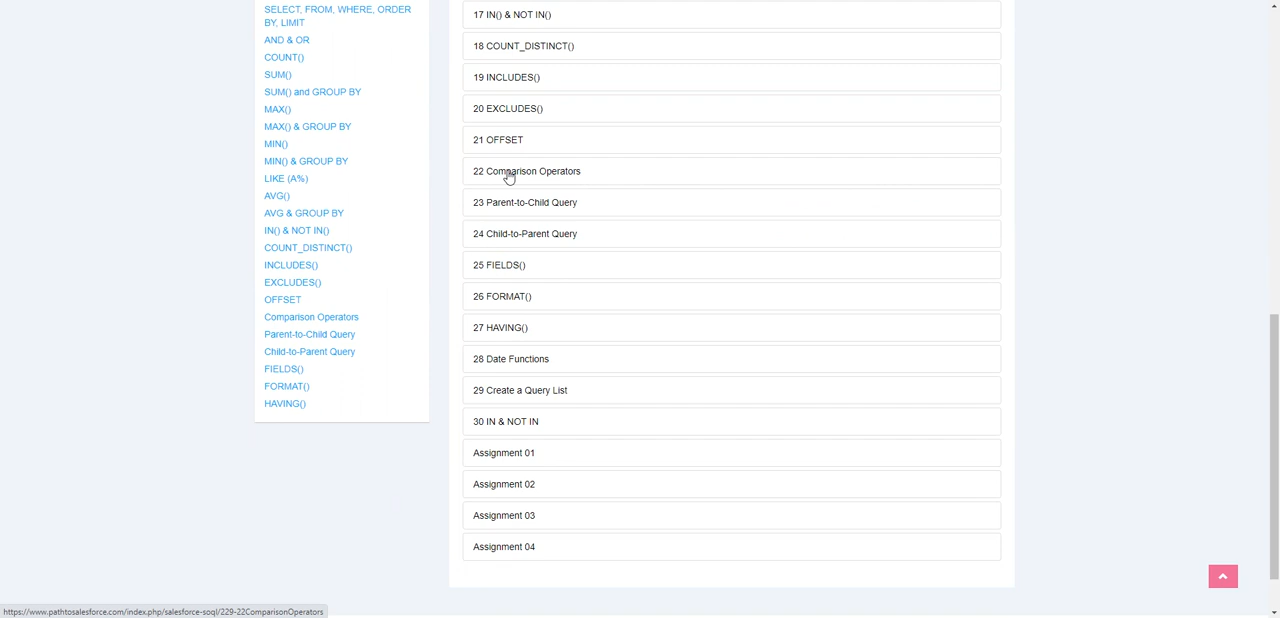 SELECT, FROM, WHERE, ORDER
BY, LIMIT
AND & OR
COUNT()
SUM()
SUM() and GROUP BY
MAX()
MAX() & GROUP BY
MIN()
MIN() & GROUP BY
LIKE (A%)
AVG()
AVG & GROUP BY
IN() & NOT IN()
COUNT_DISTINCT()
INCLUDES()
EXCLUDES()
OFFSET
Comparison Operators
Parent-to-Child Query
Child-to-Parent Query
FIELDS()
FORMAT()
HAVING()
17 IN() & NOT IN()
18 COUNT_DISTINCT()
19 INCLUDES()
20 EXCLUDES()
21 OFFSET
22 Comparison Operators
23 Parent-to-Child Query
24 Child-to-Parent Query
25 FIELDS()
26 FORMAT()
27 HAVING()
28 Date Functions
29 Create a Query List
30 IN & NOT IN
Assignment 01
Assignment 02
Assignment 03
Assignment 04
https://www.pathtosalesforce.com/index.php/salesforce-soql/229-22ComparisonOperators